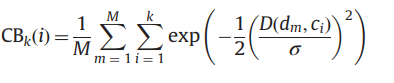 CBₖ(i) = \frac{1}{M} \sum_{m=1}^{M} \sum_{i=1}^{k} \exp\left(-\frac{1}{2}\left(\frac{D(d_m, c_i)}{\sigma}\right)^2\right)